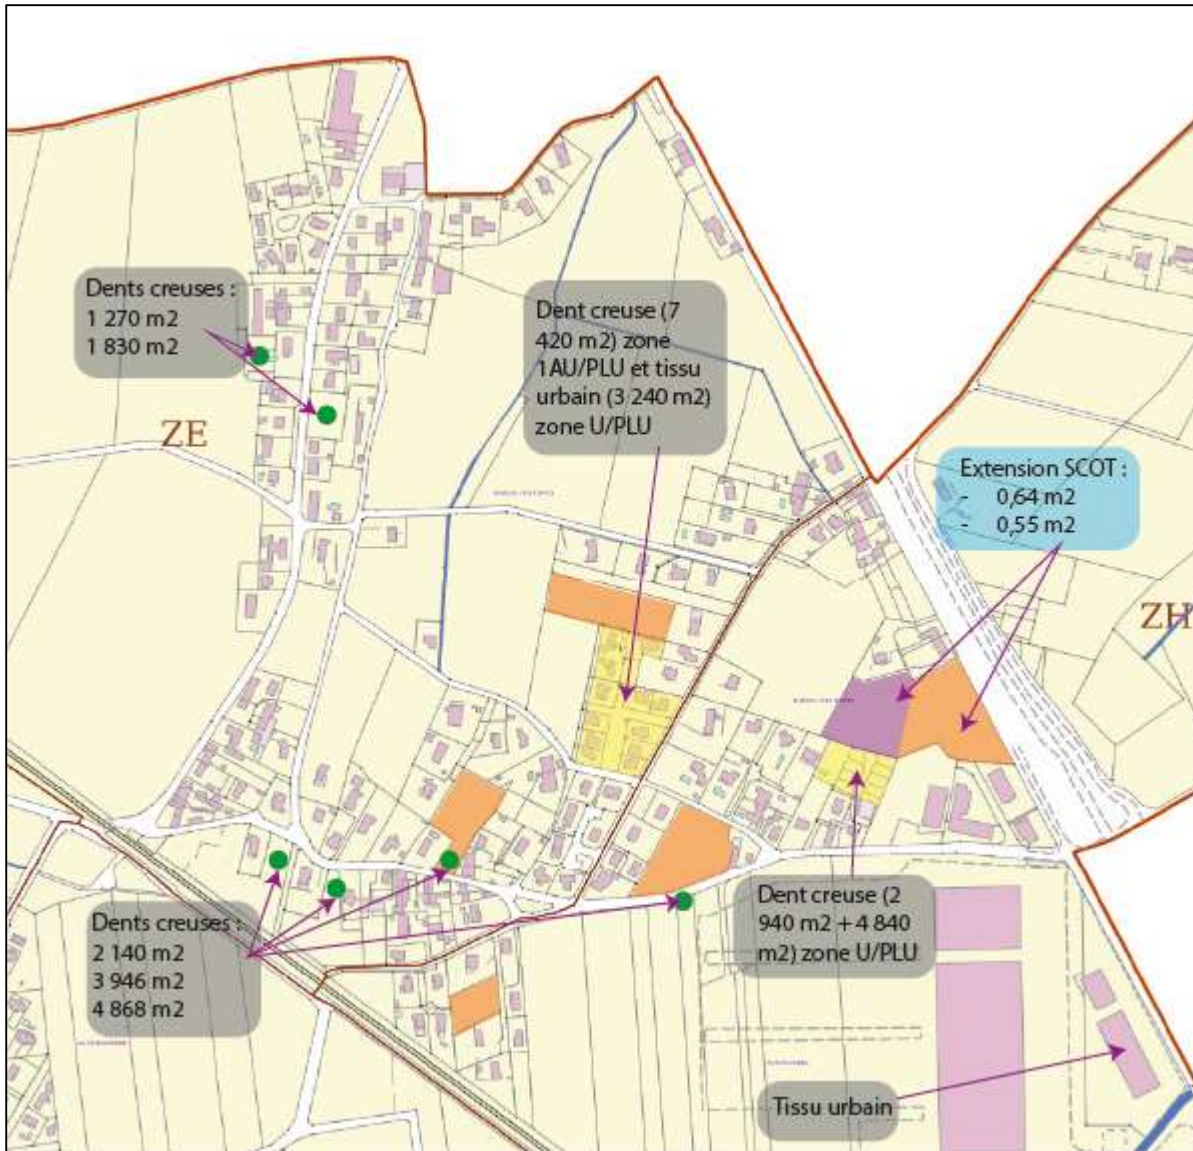 Dents creuses :
1 270 m2
1 830 m2
Dent creuse (7
420 m2) zone
1AU/PLU et tissu
urbain (3 240 m2)
zone U/PLU
ZE
Extension SCOT :
- 0,64 m2
- 0,55 m2
ZH
Dents creuses :
2 140 m2
3 946 m2
4 868 m2
Dent creuse (2
940 m2 + 4 840
m2) zone U/PLU
Tissu urbain